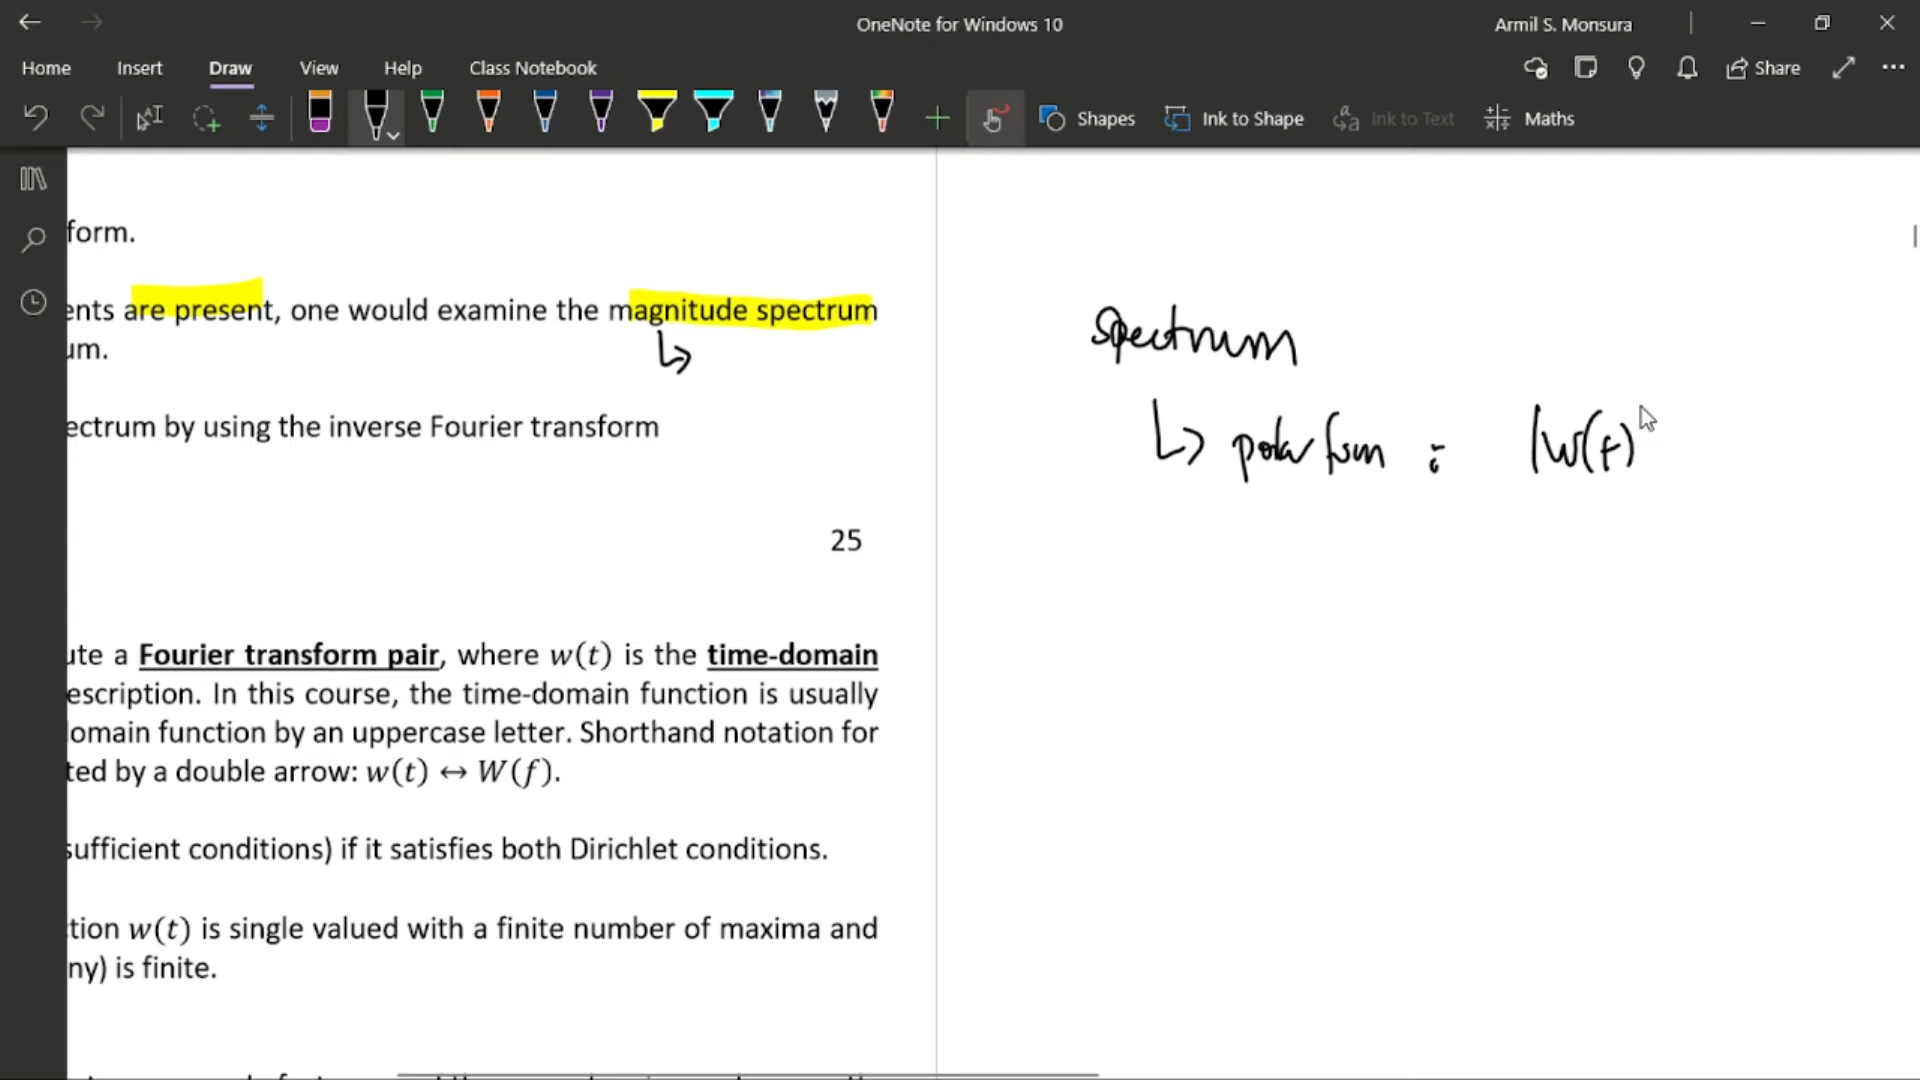 OneNote for Windows 10
Armil S. Monsura
Home Insert Draw View Help Class Notebook
Share
Shapes Ink to Shape Ink to Text Maths
form.
ents are present, one would examine the magnitude spectrum
um.
ectrum by using the inverse Fourier transform
25
ute a Fourier transform pair, where w(t) is the time-domain
escription. In this course, the time-domain function is usually
omain function by an uppercase letter. Shorthand notation for
ted by a double arrow: w(t) ↔ W(f).
sufficient conditions) if it satisfies both Dirichlet conditions.
ction w(t) is single valued with a finite number of maxima and
ny) is finite.
Spectrum
↳ polar form : |W(f)